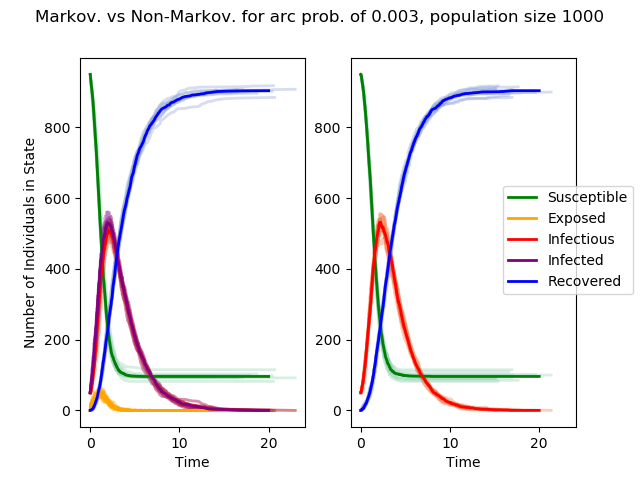 Markov. vs Non-Markov. for arc prob. of 0.003, population size 1000
Number of Individuals in State
800
600
400
200
0
0
10
20
Time
800
600
400
200
0
0
10
20
Time
Susceptible
Exposed
Infectious
Infected
Recovered